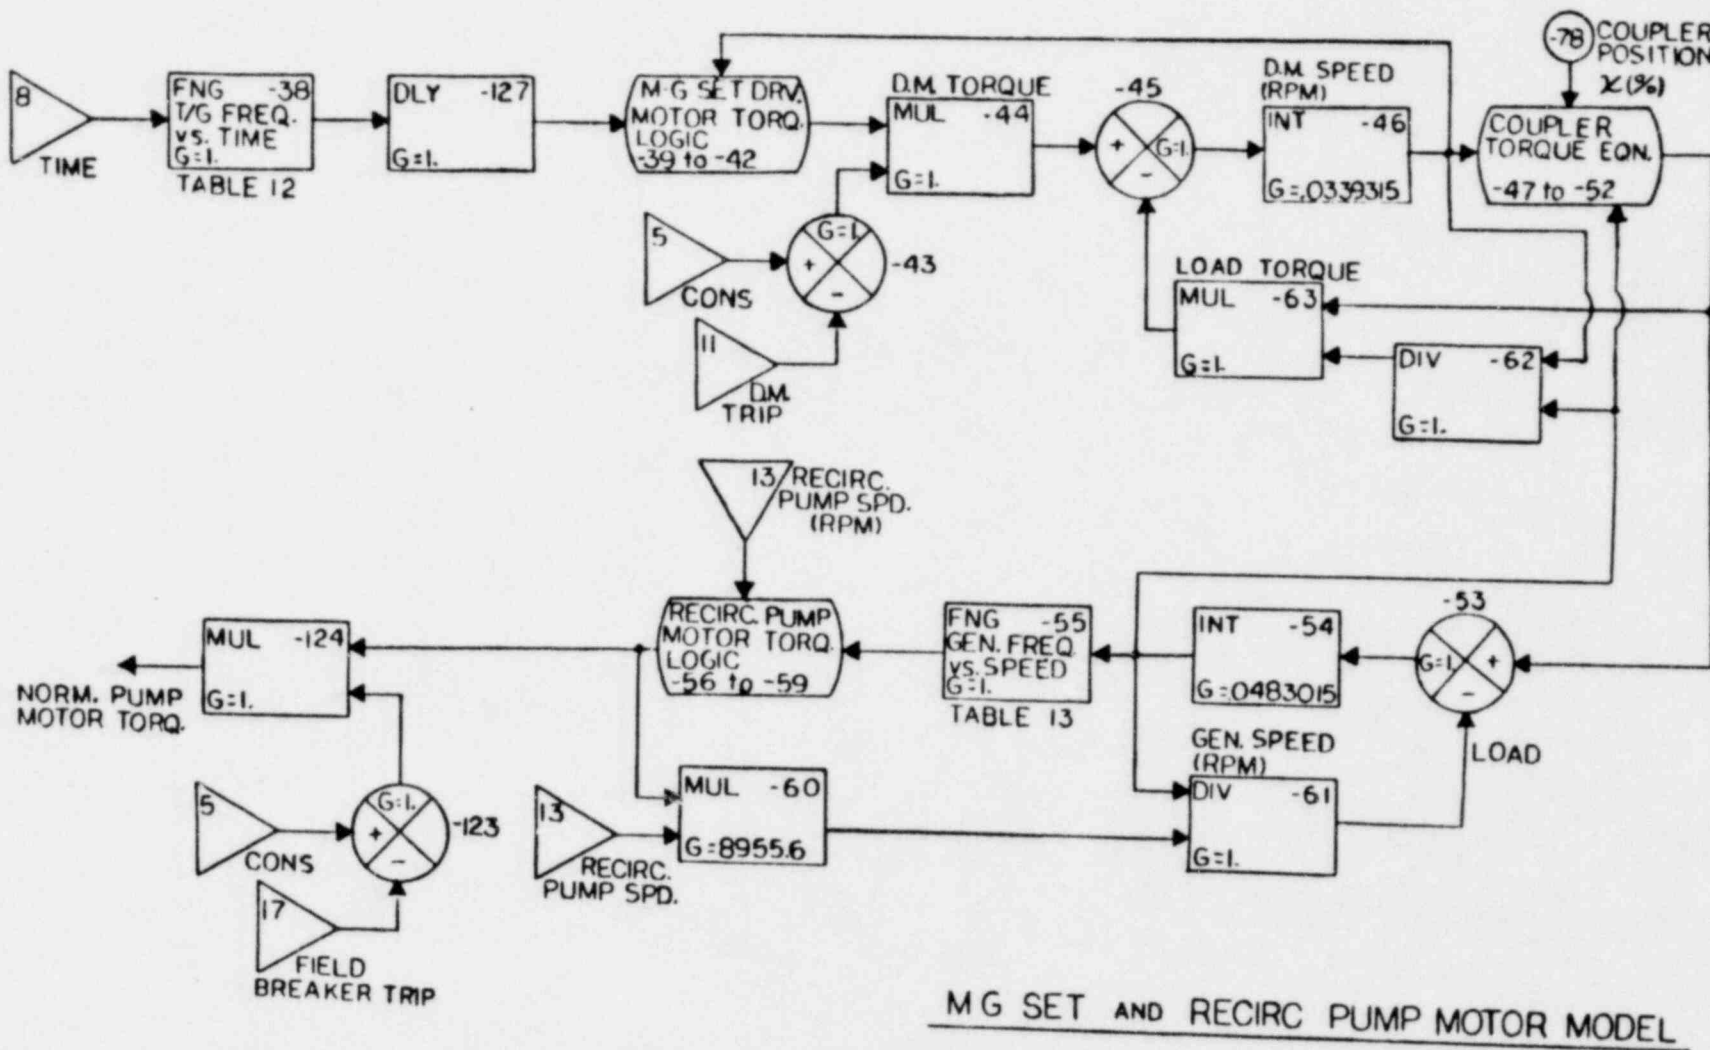 8
TIME
FNG -38
T/G FREQ.
vs. TIME
G=1.
TABLE 12
DLY -127
G=1.
M-G SET DRV.
MOTOR TORQ.
LOGIC
-39 to -42
D.M. TORQUE
MUL -44
G=1.
5
CONS
G=1.
+
-
-43
11
D.M.
TRIP
-45
+
G=1.
-
D.M. SPEED
(RPM)
INT -46
G=.0339315
-78
COUPLER
POSITION
x(%)
COUPLER
TORQUE EQN.
-47 to -52
LOAD TORQUE
MUL -63
G=1.
DIV -62
G=1.
13
RECIRC.
PUMP SPD.
(RPM)
MUL -124
G=1.
NORM. PUMP
MOTOR TORQ.
RECIRC. PUMP
MOTOR TORQ.
LOGIC
-56 to -59
FNG -55
GEN. FREQ.
vs. SPEED
G=1.
TABLE 13
INT -54
G=.0483015
-53
G=1.
+
-
LOAD
GEN. SPEED
(RPM)
DIV -61
G=1.
5
CONS
G=1.
+
-
-123
17
FIELD
BREAKER TRIP
13
RECIRC.
PUMP SPD.
MUL -60
G=8955.6
M G SET AND RECIRC PUMP MOTOR MODEL